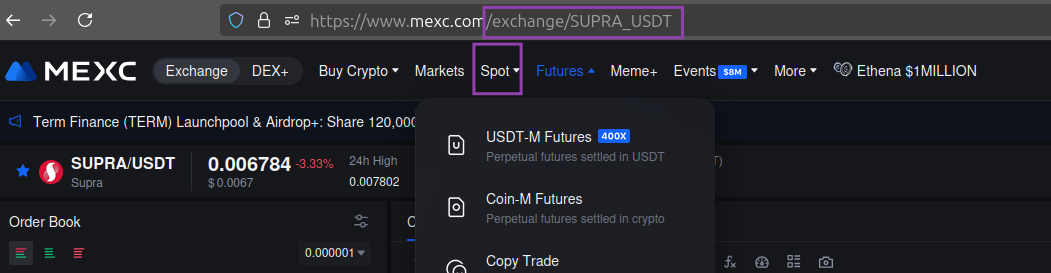 https://www.mexc.com/exchange/SUPRA_USDT
MEXC Exchange DEX+ Buy Crypto Markets Spot Futures Meme+ Events $8M More Ethena $1MILLION
Term Finance (TERM) Launchpool & Airdrop+: Share 120,000
USDT-M Futures 400X
Perpetual futures settled in USDT
SUPRA/USDT 0.006784 -3.33% 24h High T)
Supra $0.0067 0.007802
Coin-M Futures
Perpetual futures settled in crypto
Order Book
0.000001
Copy Trade